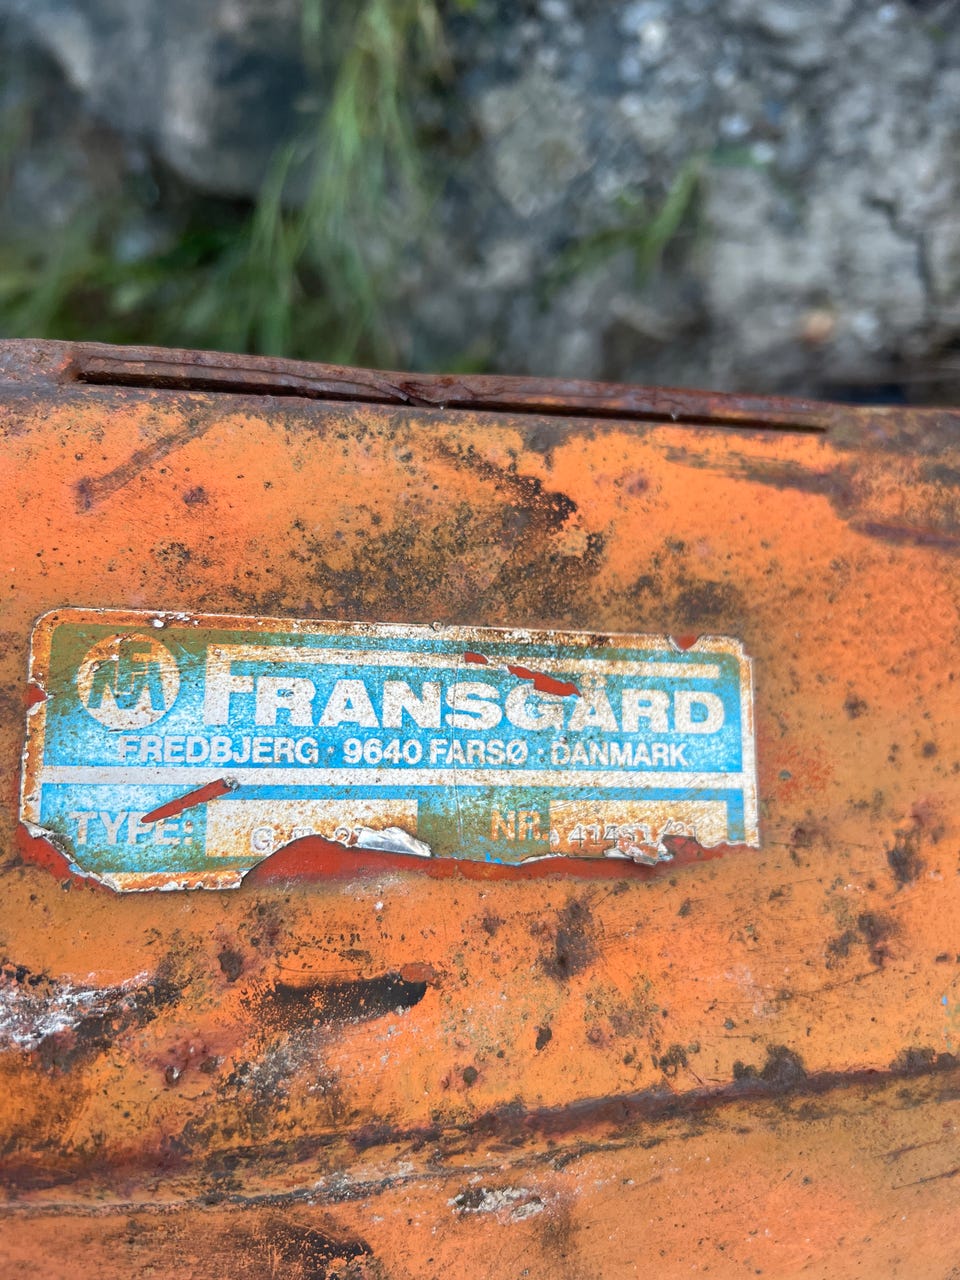 FRANSGÅRD
FREDBJERG · 9640 FARSØ · DANMARK
TYPE: G
NR.